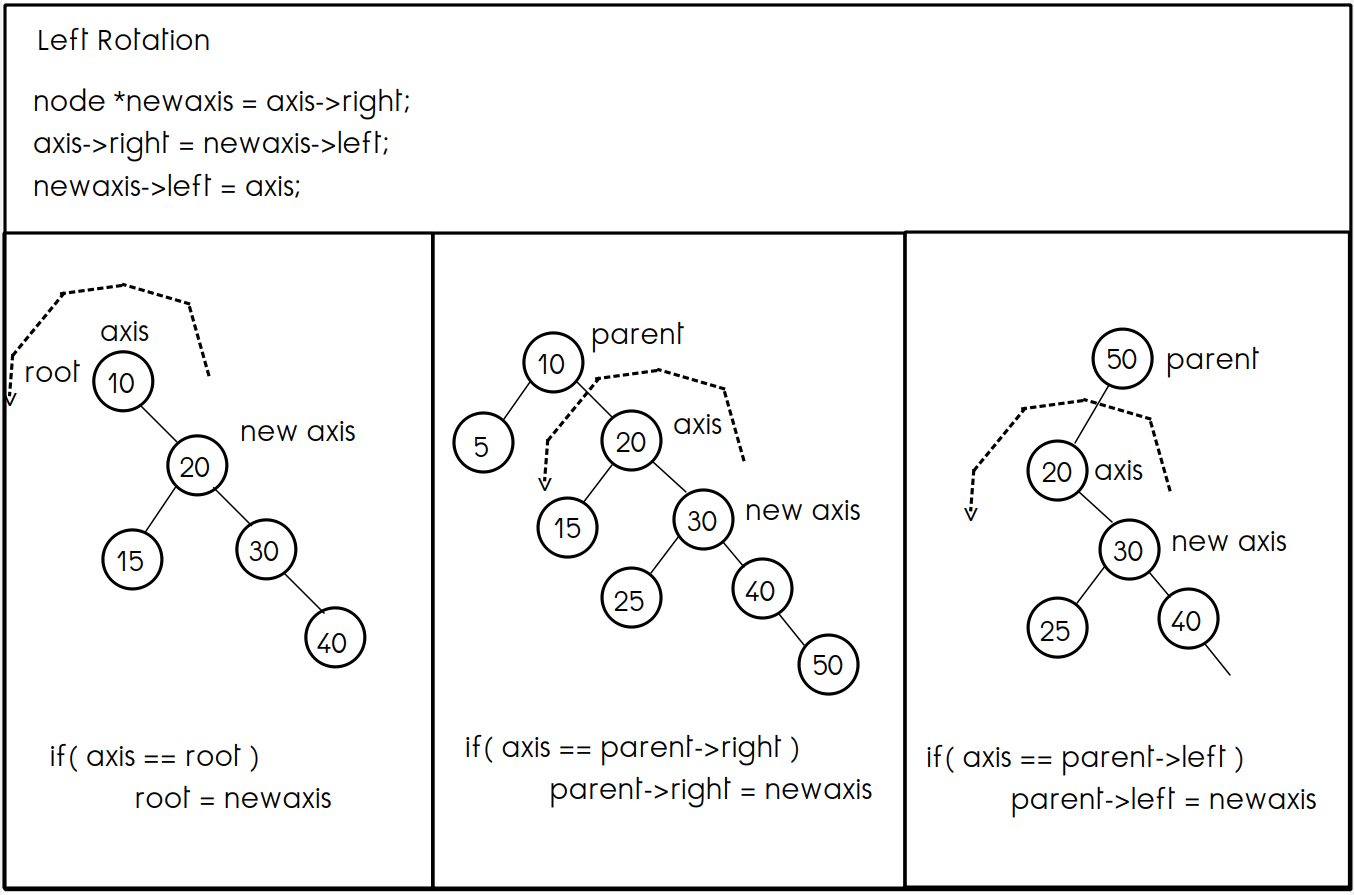 Left Rotation
node *newaxis = axis->right;
axis->right = newaxis->left;
newaxis->left = axis;
axis
root
10
new axis
20
15
30
40
if( axis == root )
root = newaxis
parent
10
axis
5
20
new axis
15
30
25
40
50
if( axis == parent->right )
parent->right = newaxis
50
parent
20
axis
new axis
30
25
40
if( axis == parent->left )
parent->left = newaxis